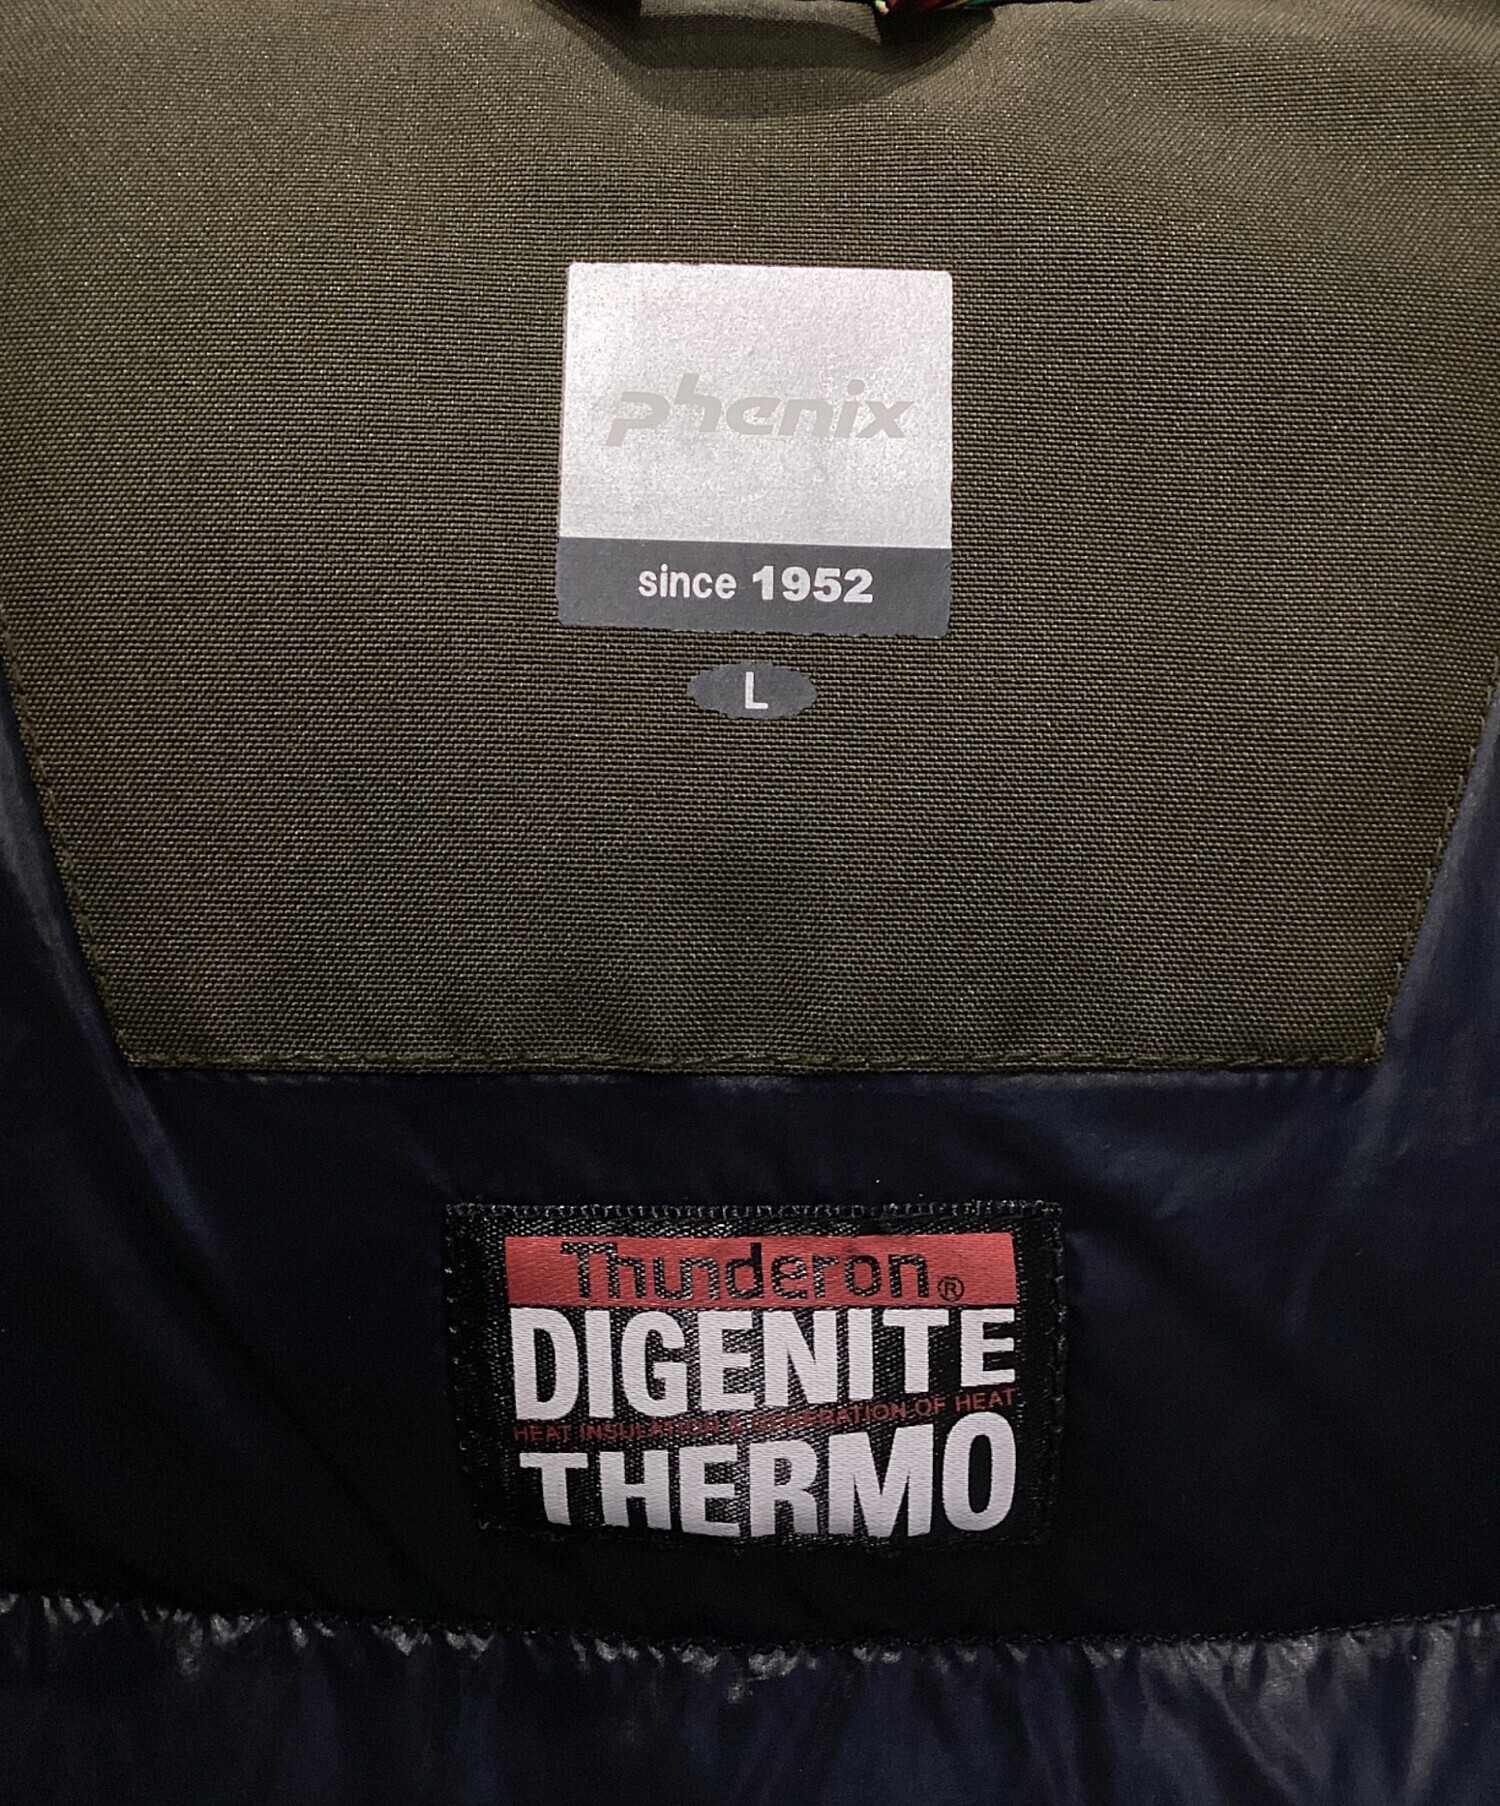 phenix
since 1952
L
Thunderon®
DIGENITE
HEAT INSULATION & GENERATION OF HEAT
THERMO